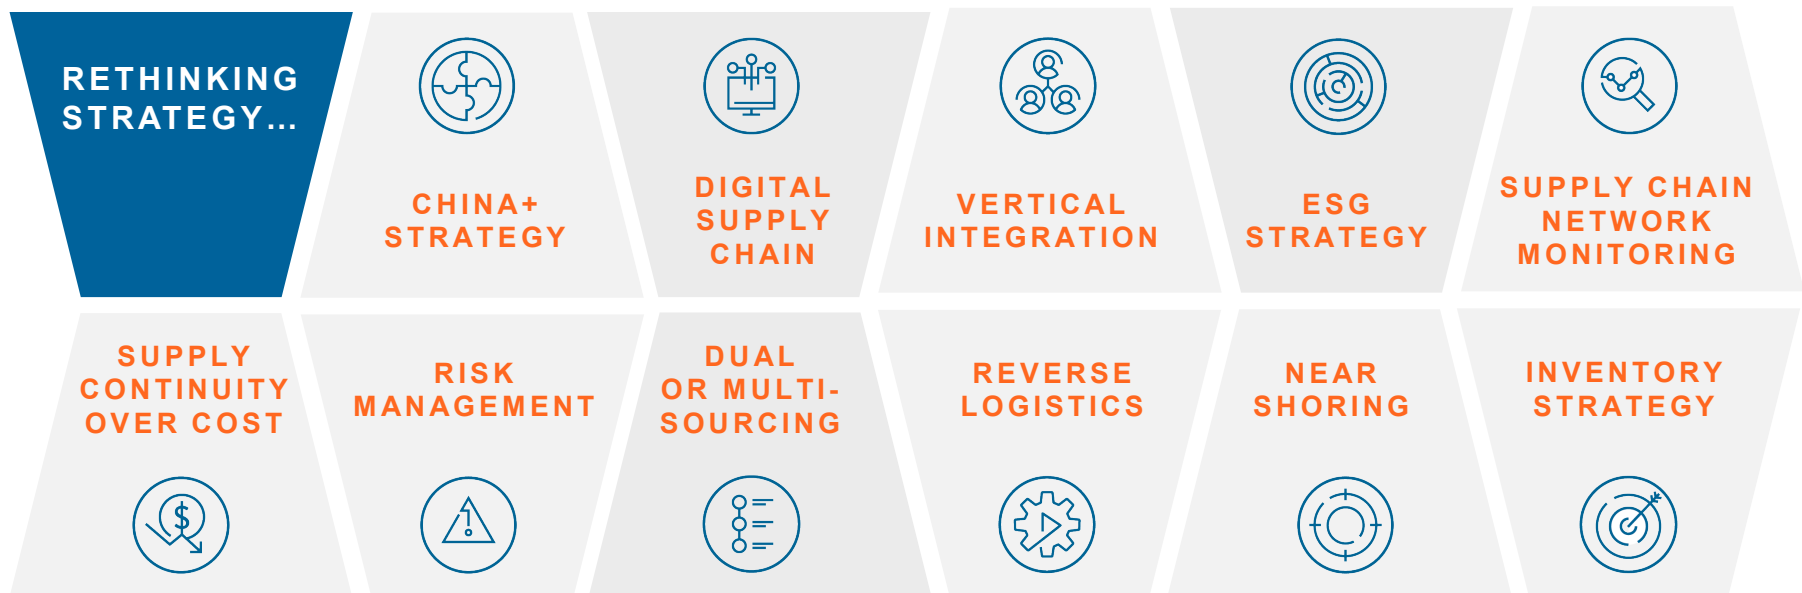 RETHINKING
STRATEGY...
CHINA+
STRATEGY
DIGITAL
SUPPLY
CHAIN
VERTICAL
INTEGRATION
ESG
STRATEGY
SUPPLY CHAIN
NETWORK
MONITORING
SUPPLY
CONTINUITY
OVER COST
$
RISK
MANAGEMENT
DUAL
OR MULTI-
SOURCING
REVERSE
LOGISTICS
NEAR
SHORING
INVENTORY
STRATEGY